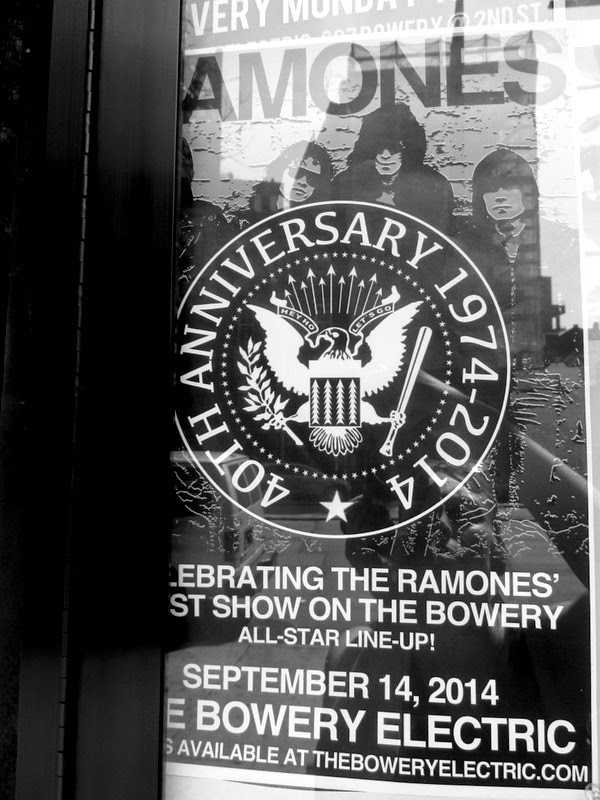 VERY MONDAY
BOWERY @ 2ND ST.
AMONES
40TH ANNIVERSARY 1974-2014
HEY HO LET'S GO
LEBRATING THE RAMONES'
ST SHOW ON THE BOWERY
ALL-STAR LINE-UP!
SEPTEMBER 14, 2014
E BOWERY ELECTRIC
S AVAILABLE AT THEBOWERYELECTRIC.COM